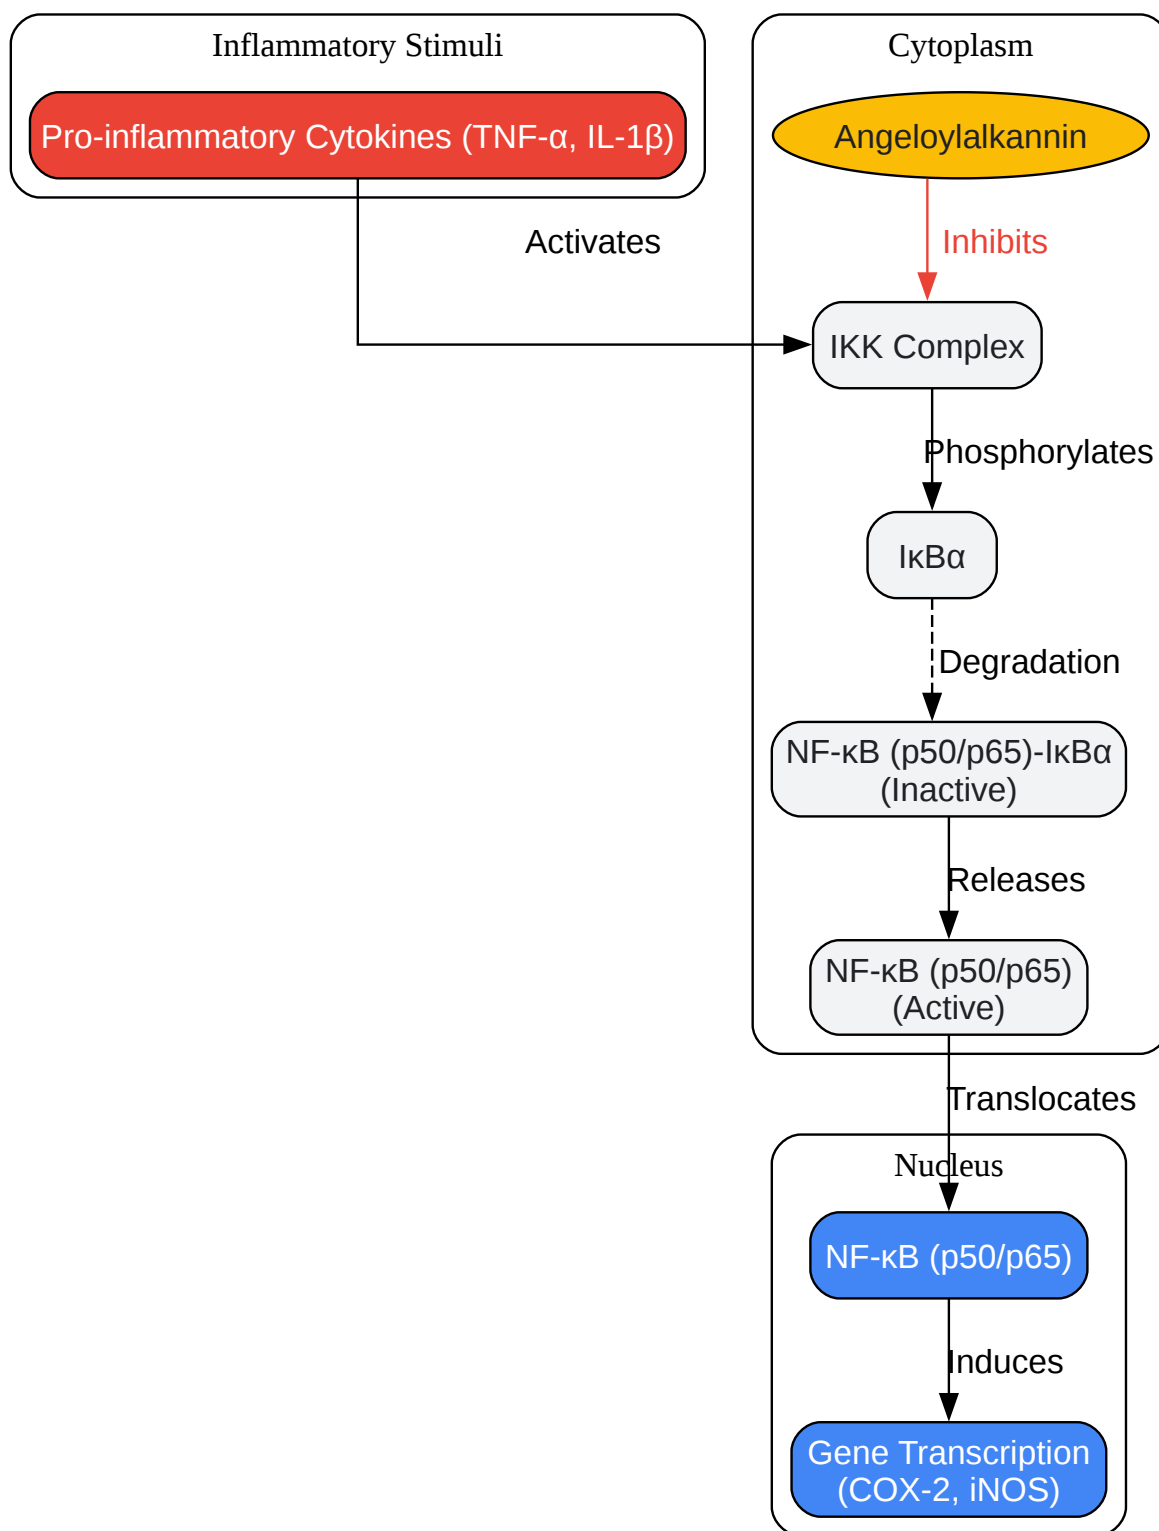 Inflammatory Stimuli
Pro-inflammatory Cytokines (TNF-α, IL-1β)
Activates
Cytoplasm
Angeloylalkannin
Inhibits
IKK Complex
Phosphorylates
IκBα
Degradation
NF-κB (p50/p65)-IκBα
(Inactive)
Releases
NF-κB (p50/p65)
(Active)
Translocates
Nucleus
NF-κB (p50/p65)
Induces
Gene Transcription
(COX-2, iNOS)